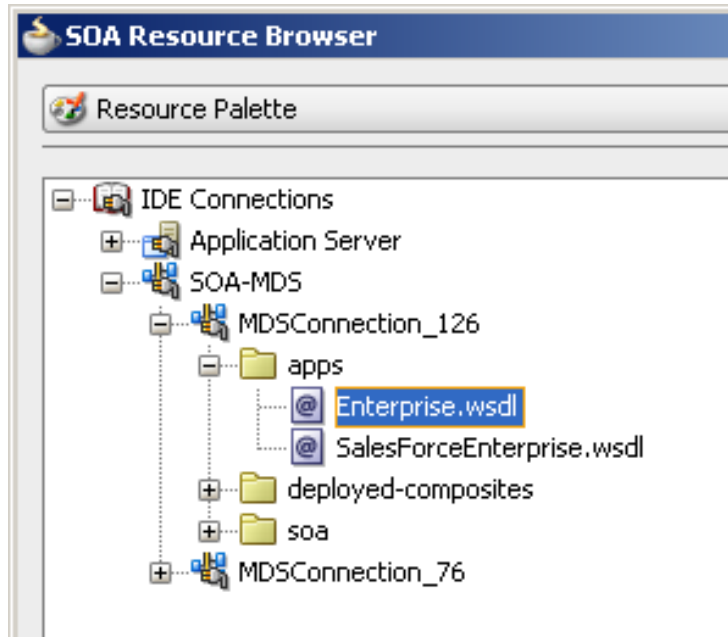 SOA Resource Browser
Resource Palette
IDE Connections
Application Server
SOA-MDS
MDSConnection_126
apps
Enterprise.wsdl
SalesForceEnterprise.wsdl
deployed-composites
soa
MDSConnection_76